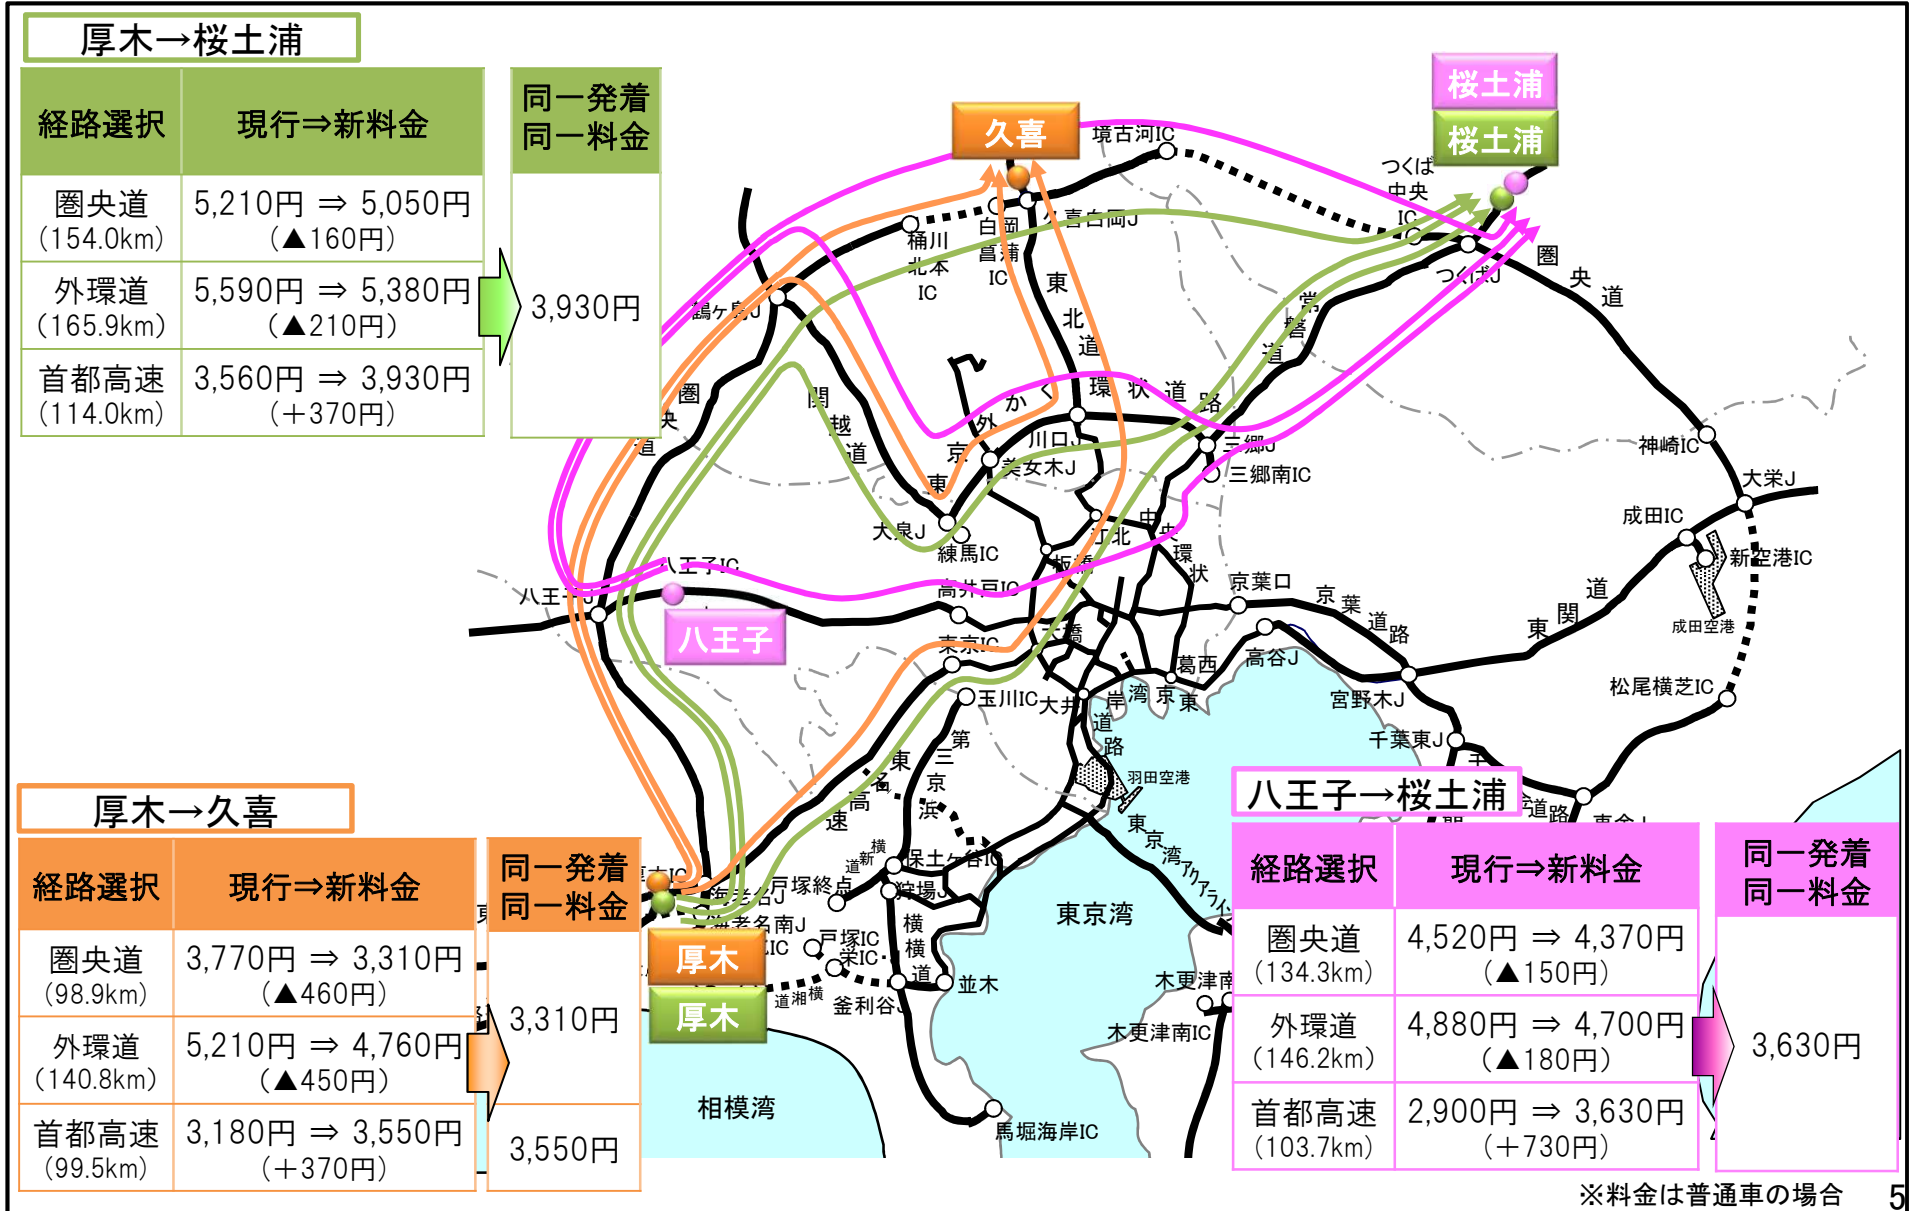 厚木→桜土浦
経路選択 現行⇒新料金
同一発着
同一料金
圏央道
(154.0km)
5,210円 ⇒ 5,050円
(▲160円)
外環道
(165.9km)
5,590円 ⇒ 5,380円
(▲210円)
首都高速
(114.0km)
3,560円 ⇒ 3,930円
(＋370円)
3,930円
久喜
桜土浦
桜土浦
境古河IC
つくば
中央
IC
久喜白岡J
白岡
菖蒲
IC
桶川
北本
IC
つくばJ
圏央道
東北道
常磐道
鶴ヶ島J
圏央道
関越道
東京外かく環状道路
川口J
美女木J
三郷J
三郷南IC
神崎IC
大栄J
成田IC
新空港IC
成田空港
大泉J
練馬IC
江北
中央環状
板橋
八王子IC
八王子J
八王子
高井戸IC
京葉口
京葉道路
東関道
大橋
東京IC
葛西
高谷J
宮野木J
松尾横芝IC
玉川IC
大井
東京湾岸道路
千葉東J
第三京浜
東名高速
羽田空港
東京湾アクアライン
厚木→久喜
経路選択 現行⇒新料金
同一発着
同一料金
圏央道
(98.9km)
3,770円 ⇒ 3,310円
(▲460円)
外環道
(140.8km)
5,210円 ⇒ 4,760円
(▲450円)
3,310円
首都高速
(99.5km)
3,180円 ⇒ 3,550円
(＋370円)
3,550円
海老名J
海老名南J
戸塚終点
横新道
保土ヶ谷IC
狩場J
戸塚IC
栄IC
横横道
横湘道
釜利谷J
並木
厚木
厚木
相模湾
馬堀海岸IC
東京湾
木更津南IC
八王子→桜土浦
経路選択 現行⇒新料金
同一発着
同一料金
圏央道
(134.3km)
4,520円 ⇒ 4,370円
(▲150円)
外環道
(146.2km)
4,880円 ⇒ 4,700円
(▲180円)
首都高速
(103.7km)
2,900円 ⇒ 3,630円
(＋730円)
3,630円
※料金は普通車の場合
5